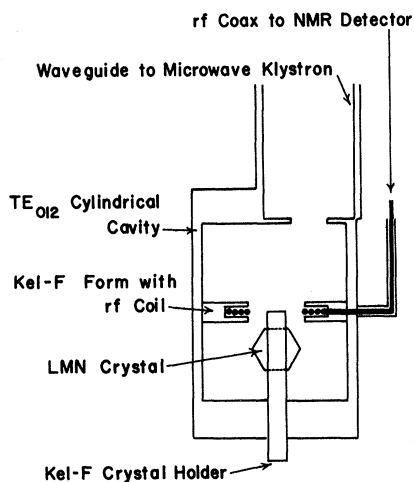 rf Coax to NMR Detector
Waveguide to Microwave Klystron
TE012 Cylindrical
Cavity
Kel-F Form with
rf Coil
LMN Crystal
Kel-F Crystal Holder